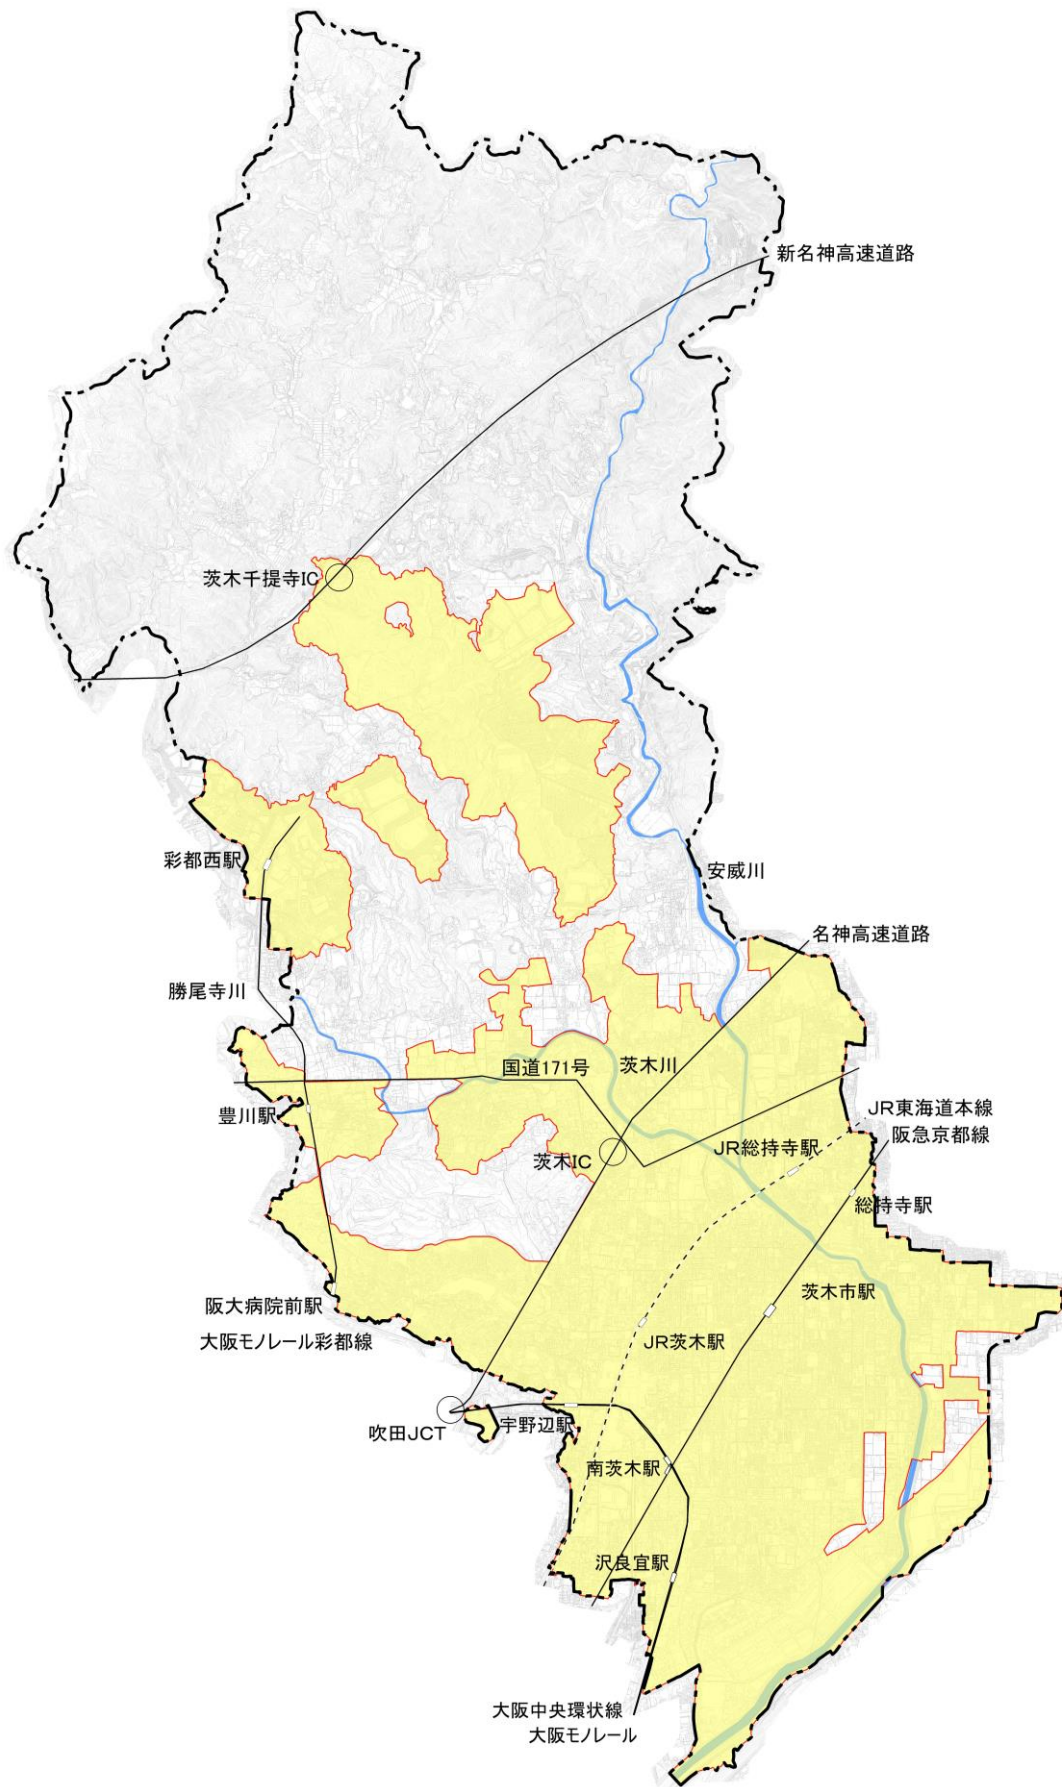 新名神高速道路
茨木千提寺IC
彩都西駅
安威川
名神高速道路
勝尾寺川
国道171号
茨木川
豊川駅
JR東海道本線
阪急京都線
JR総持寺駅
茨木IC
総持寺駅
茨木市駅
阪大病院前駅
大阪モノレール彩都線
JR茨木駅
吹田JCT
宇野辺駅
南茨木駅
沢良宜駅
大阪中央環状線
大阪モノレール